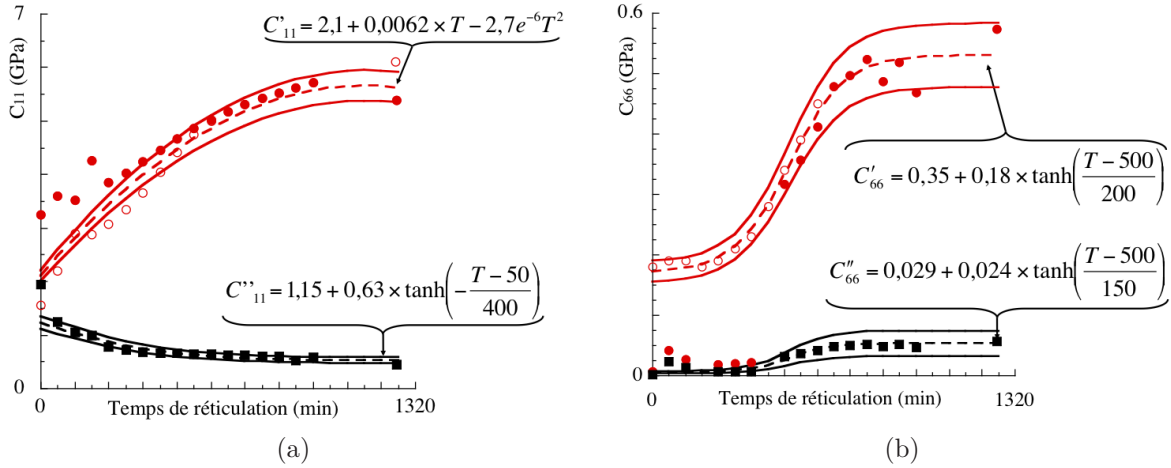 7
C₁₁ (GPa)
0
0
1320
Temps de réticulation (min)
C'₁₁ = 2,1 + 0,0062 × T − 2,7e⁻⁶T²
C''₁₁ = 1,15 + 0,63 × tanh(−(T − 50)/400)
(a)
0.6
C₆₆ (GPa)
0
0
1320
Temps de réticulation (min)
C'₆₆ = 0,35 + 0,18 × tanh((T − 500)/200)
C''₆₆ = 0,029 + 0,024 × tanh((T − 500)/150)
(b)